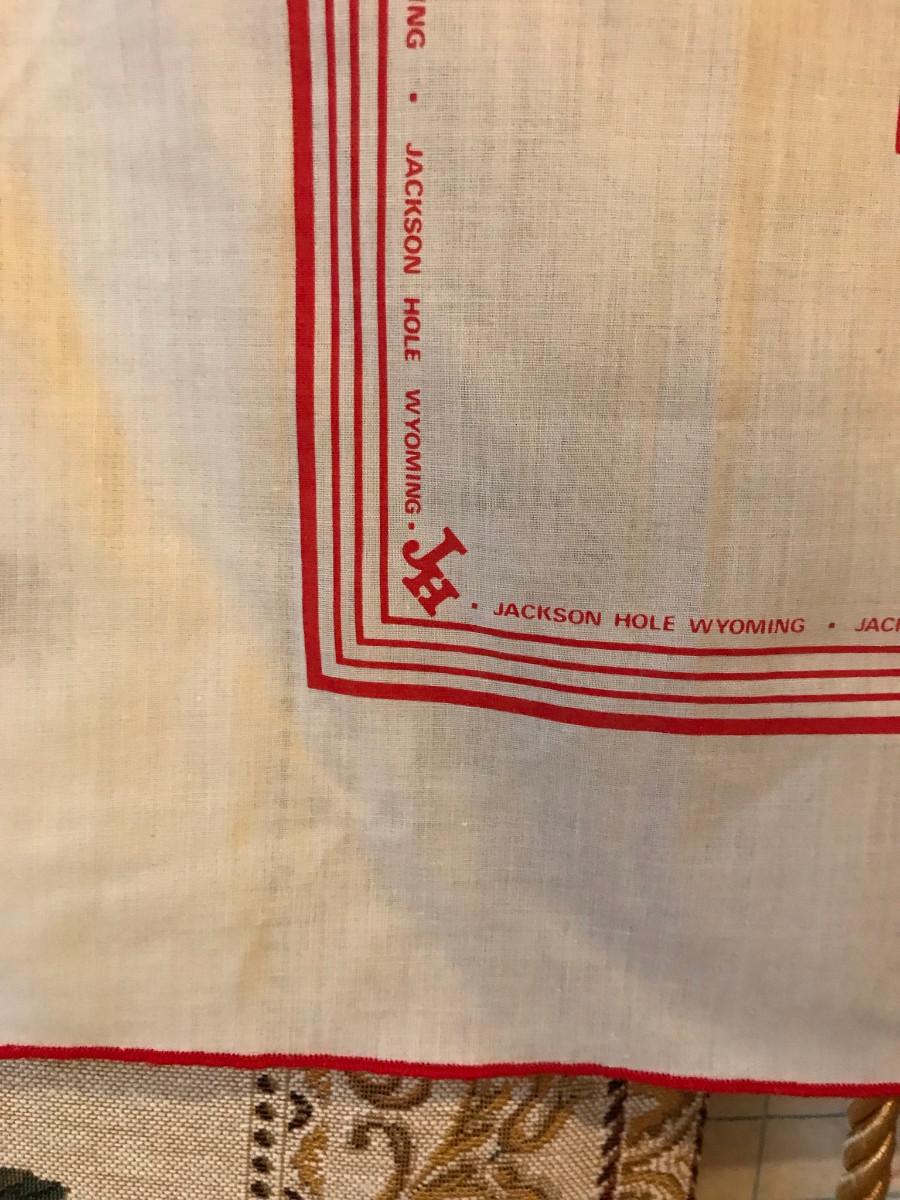 JACKSON HOLE WYOMING •
JH
• JACKSON HOLE WYOMING •